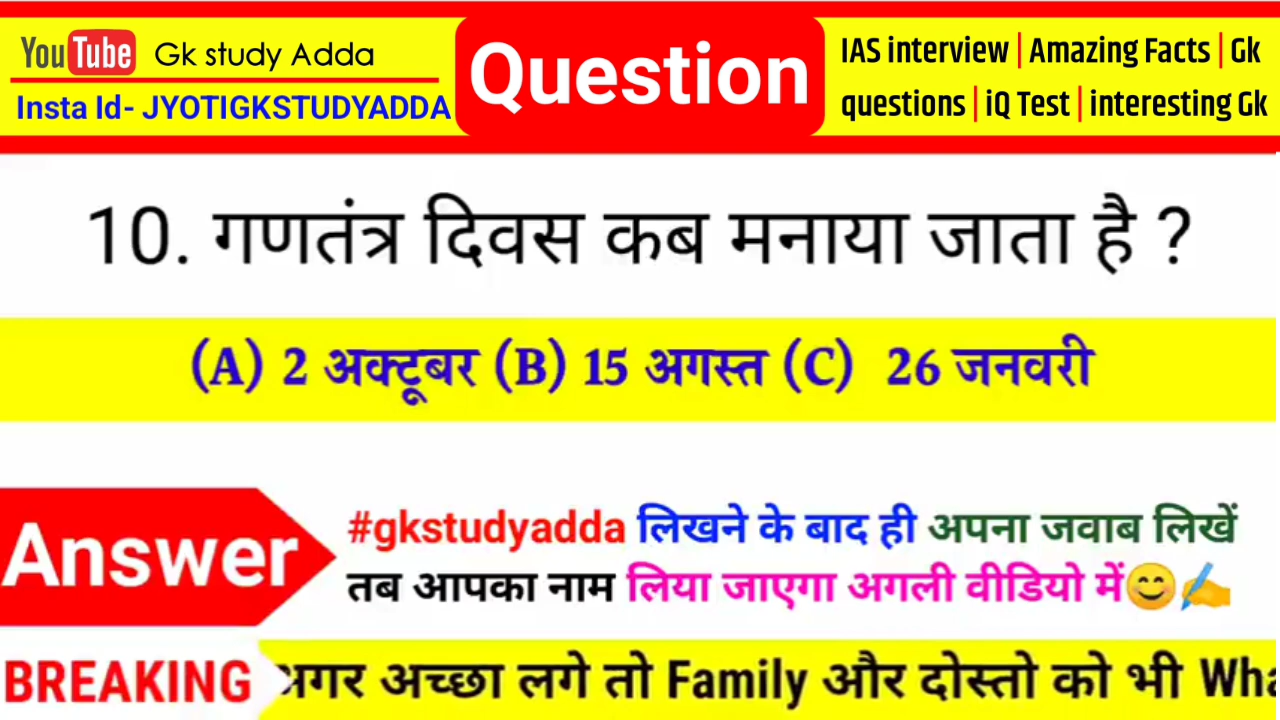 YouTube Gk study Adda
Insta Id- JYOTIGKSTUDYADDA
Question
IAS interview | Amazing Facts | Gk
questions | iQ Test | interesting Gk
10. गणतंत्र दिवस कब मनाया जाता है ?
(A) 2 अक्टूबर (B) 15 अगस्त (C) 26 जनवरी
Answer
#gkstudyadda लिखने के बाद ही अपना जवाब लिखें
तब आपका नाम लिया जाएगा अगली वीडियो में😊✍
BREAKING
अगर अच्छा लगे तो Family और दोस्तो को भी Wha